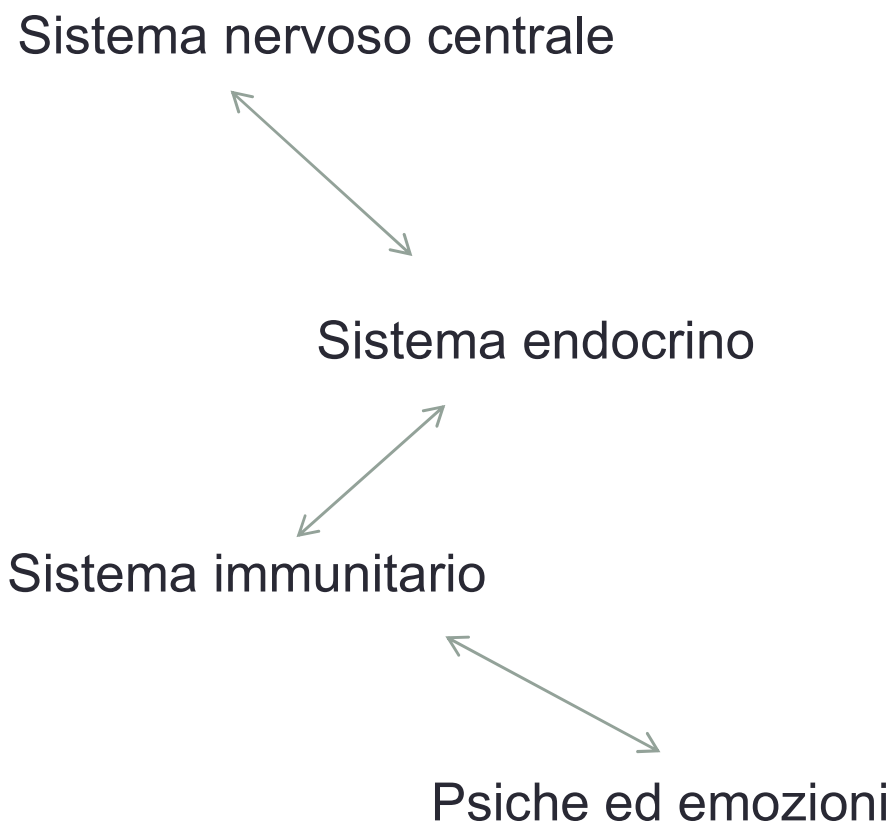 Sistema nervoso centrale
Sistema endocrino
Sistema immunitario
Psiche ed emozioni